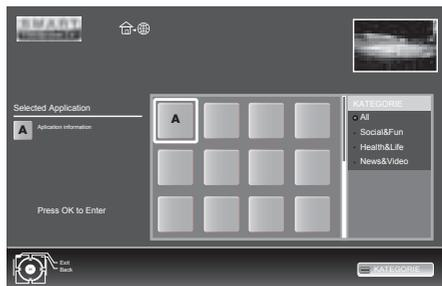 SMART
Selected Application
A
Aplication information
Press OK to Enter
A
KATEGORIE
All
Social&Fun
Health&Life
News&Video
Exit
Back
KATEGORIE